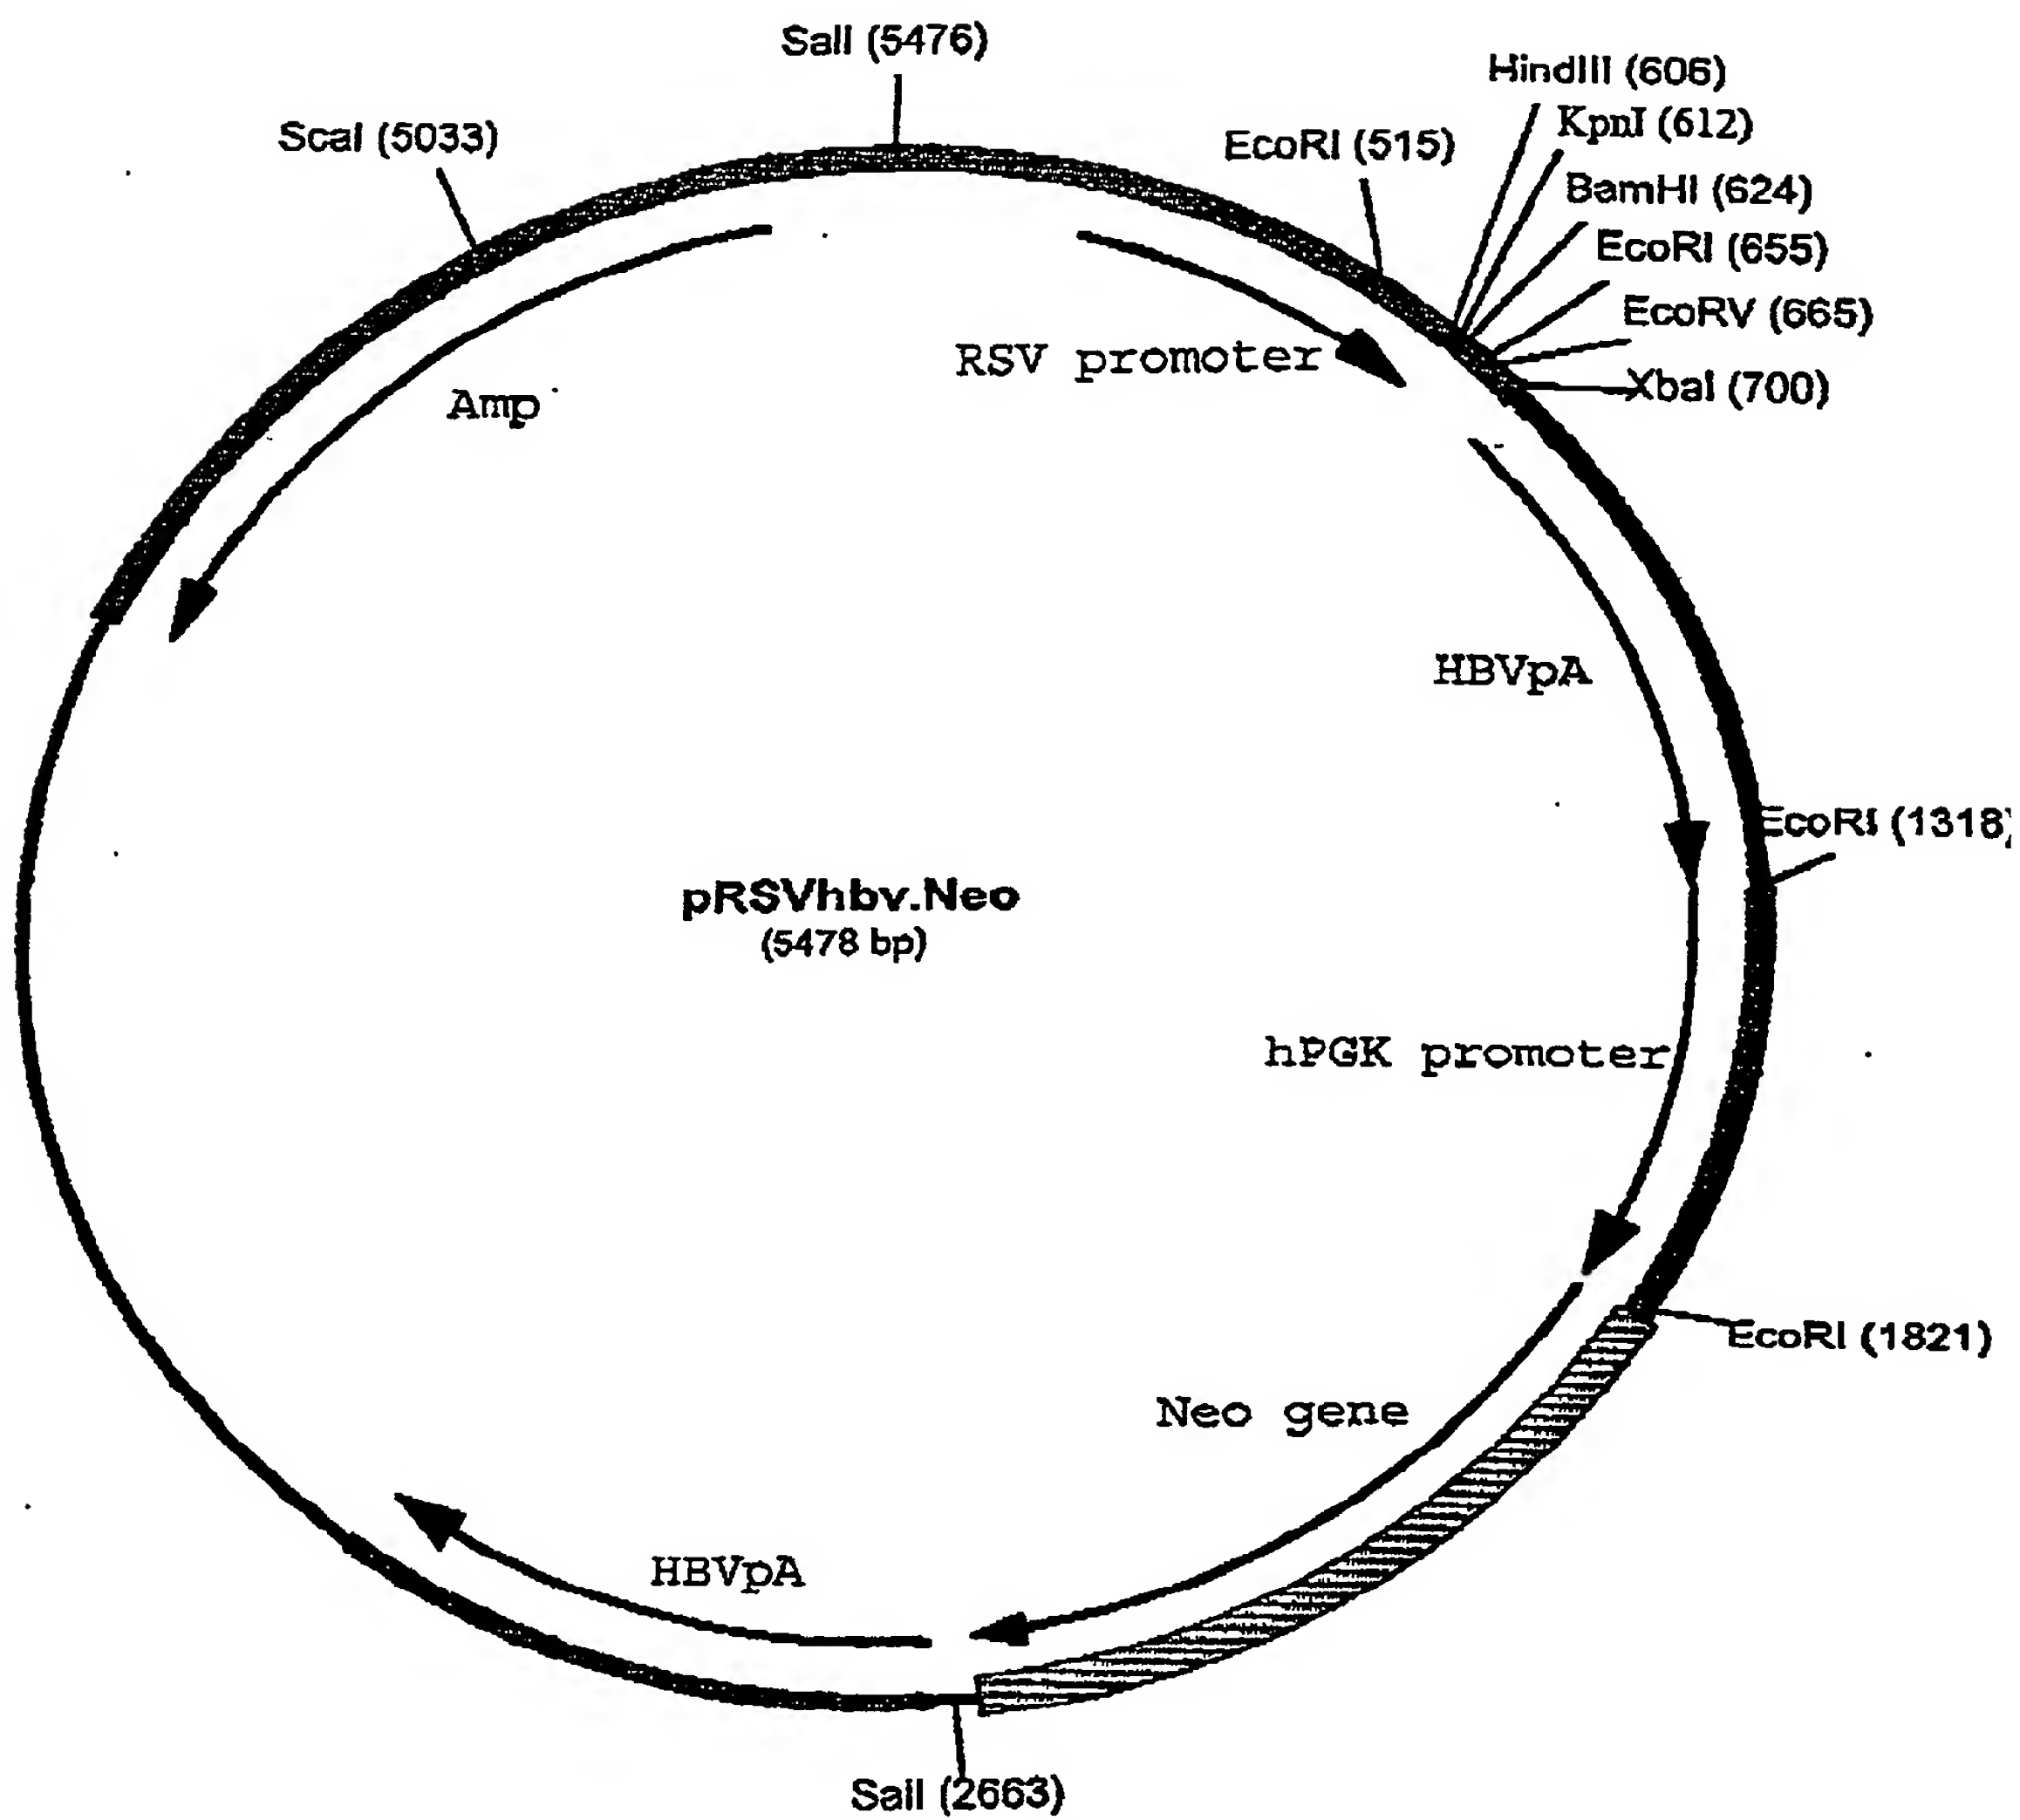 SalI (5476)
HindIII (606)
KpnI (612)
ScaI (5033)
EcoRI (515)
BamHI (624)
EcoRI (655)
EcoRV (665)
RSV promoter
XbaI (700)
Amp
HBVpA
EcoRI (1318)
pRSVhbv.Neo
(5478 bp)
hPGK promoter
EcoRI (1821)
Neo gene
HBVpA
SalI (2663)